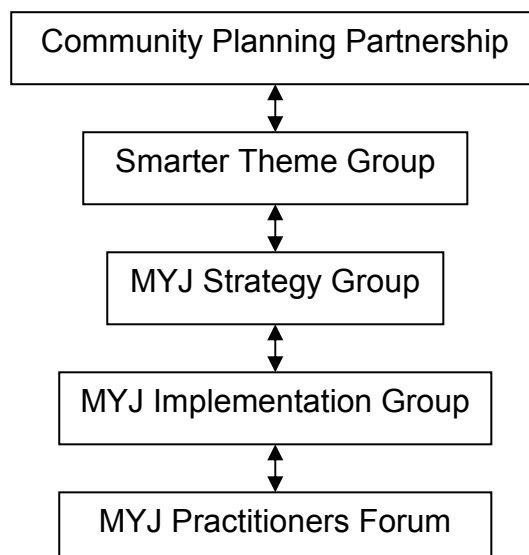 Community Planning Partnership
Smarter Theme Group
MYJ Strategy Group
MYJ Implementation Group
MYJ Practitioners Forum